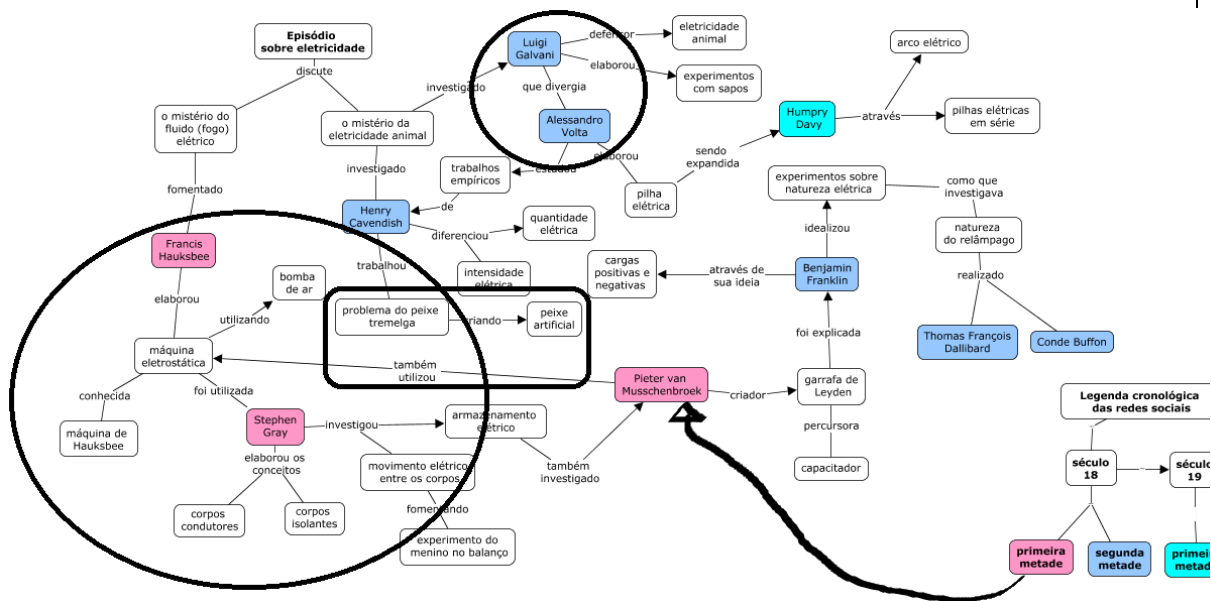 Episódio
sobre eletricidade
discute
o mistério do
fluido (fogo)
elétrico
o mistério da
eletricidade animal
investigado
Luigi
Galvani
defensor
eletricidade
animal
elaborou
experimentos
com sapos
que divergia
Alessandro
Volta
estudou
trabalhos
empíricos
de
elaborou
pilha
elétrica
sendo
expandida
Humpry
Davy
através
arco elétrico
pilhas elétricas
em série
fomentado
investigado
Henry
Cavendish
diferenciou
quantidade
elétrica
intensidade
elétrica
trabalhou
problema do peixe
tremelga
criando
peixe
artificial
Francis
Hauksbee
elaborou
máquina
eletrostática
utilizando
bomba
de ar
conhecida
máquina de
Hauksbee
foi utilizada
Stephen
Gray
elaborou os
conceitos
corpos
condutores
corpos
isolantes
investigou
armazenamento
elétrico
movimento elétrico
entre os corpos
fomentando
experimento do
menino no balanço
também
investigado
também
utilizou
Pieter van
Musschenbroek
criador
garrafa de
Leyden
percursora
capacitador
foi explicada
Benjamin
Franklin
através de
sua ideia
cargas
positivas e
negativas
idealizou
experimentos sobre
natureza elétrica
como que
investigava
natureza
do relâmpago
realizado
Thomas François
Dallibard
Conde Buffon
Legenda cronológica
das redes sociais
século
18
século
19
primeira
metade
segunda
metade
primeir
metad